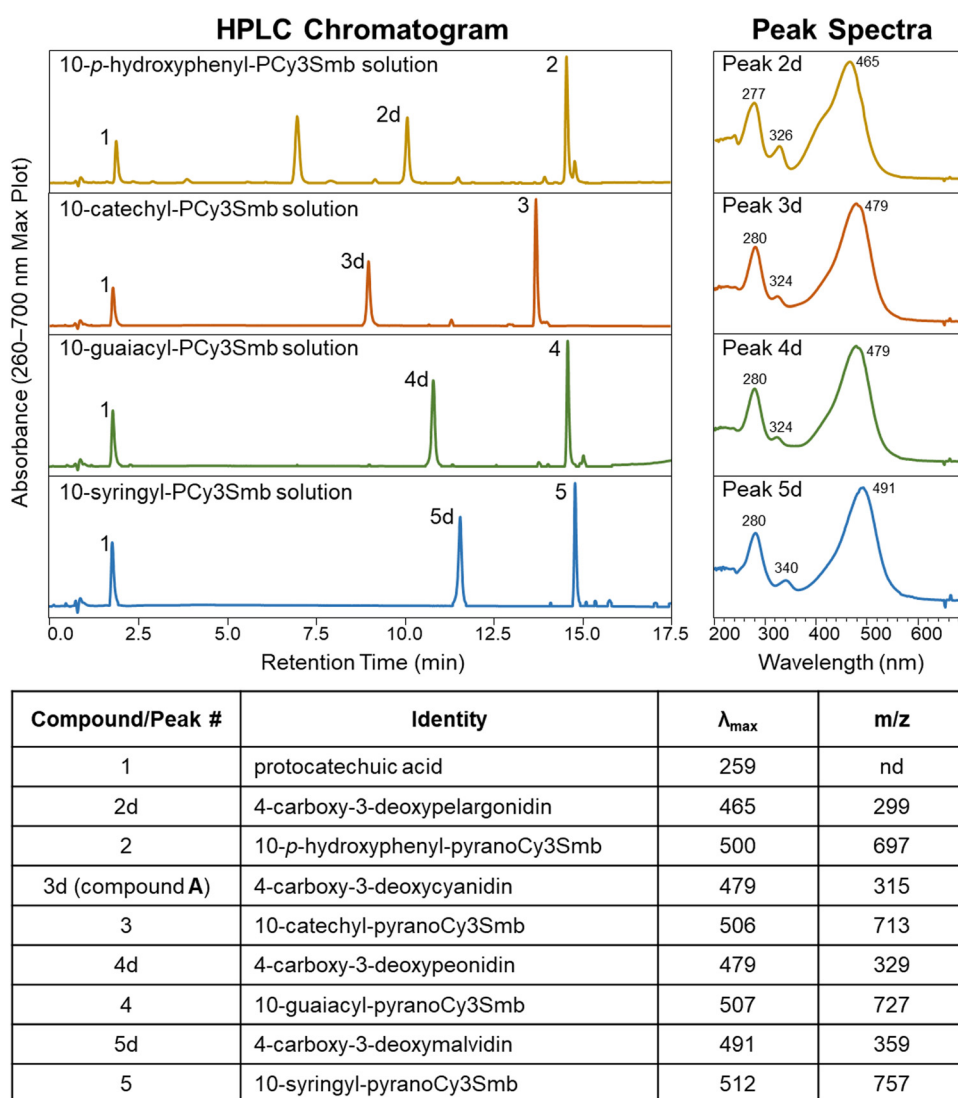 HPLC Chromatogram
Peak Spectra
Absorbance (260–700 nm Max Plot)
10-p-hydroxyphenyl-PCy3Smb solution
1
2d
2
Peak 2d
277
326
465
10-catechyl-PCy3Smb solution
1
3d
3
Peak 3d
280
324
479
10-guaiacyl-PCy3Smb solution
1
4d
4
Peak 4d
280
324
479
10-syringyl-PCy3Smb solution
1
5d
5
Peak 5d
280
340
491
0.0 2.5 5.0 7.5 10.0 12.5 15.0 17.5
Retention Time (min)
200 300 400 500 600
Wavelength (nm)
Compound/Peak # Identity λmax m/z
1 protocatechuic acid 259 nd
2d 4-carboxy-3-deoxypelargonidin 465 299
2 10-p-hydroxyphenyl-pyranoCy3Smb 500 697
3d (compound A) 4-carboxy-3-deoxycyanidin 479 315
3 10-catechyl-pyranoCy3Smb 506 713
4d 4-carboxy-3-deoxypeonidin 479 329
4 10-guaiacyl-pyranoCy3Smb 507 727
5d 4-carboxy-3-deoxymalvidin 491 359
5 10-syringyl-pyranoCy3Smb 512 757